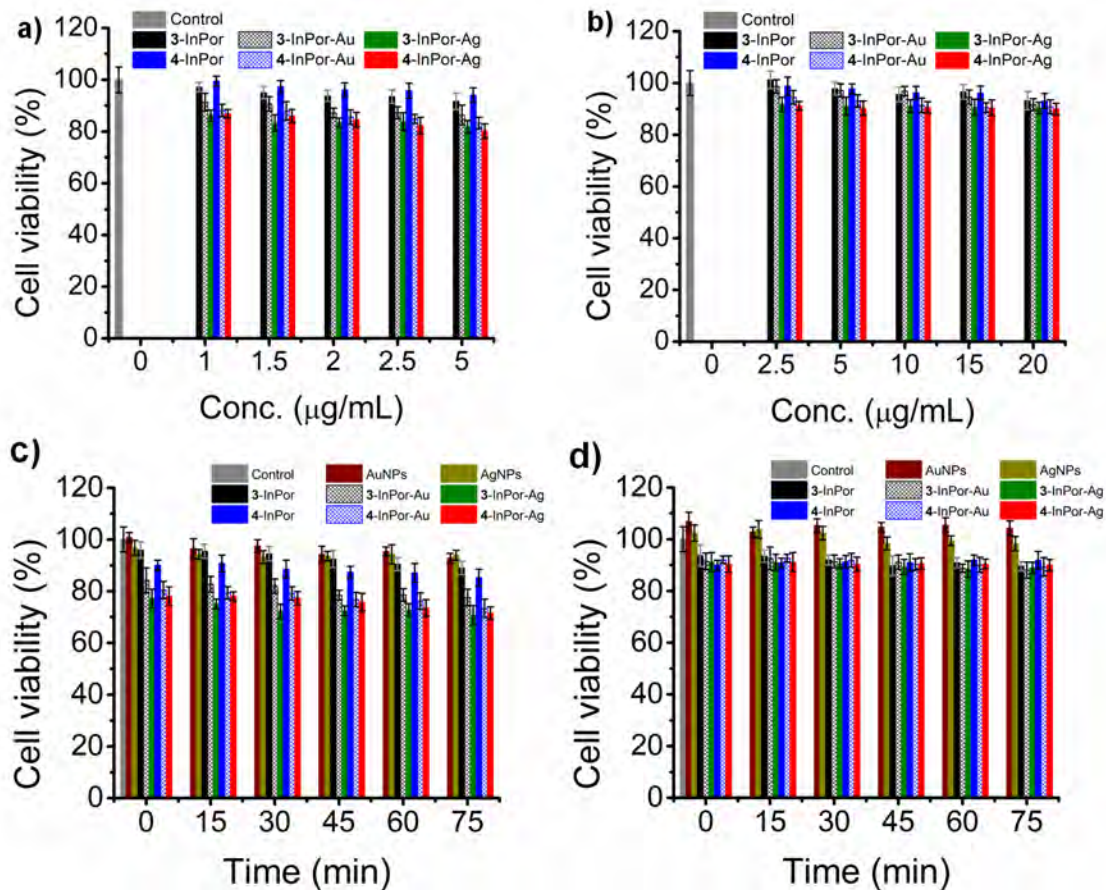 a)
Control
3-InPor 3-InPor-Au 3-InPor-Ag
4-InPor 4-InPor-Au 4-InPor-Ag
Cell viability (%)
120
100
80
60
40
20
0
0 1 1.5 2 2.5 5
Conc. (μg/mL)
b)
Control
3-InPor 3-InPor-Au 3-InPor-Ag
4-InPor 4-InPor-Au 4-InPor-Ag
Cell viability (%)
120
100
80
60
40
20
0
0 2.5 5 10 15 20
Conc. (μg/mL)
c)
Control AuNPs AgNPs
3-InPor 3-InPor-Au 3-InPor-Ag
4-InPor 4-InPor-Au 4-InPor-Ag
Cell viability (%)
120
100
80
60
40
20
0
0 15 30 45 60 75
Time (min)
d)
Control AuNPs AgNPs
3-InPor 3-InPor-Au 3-InPor-Ag
4-InPor 4-InPor-Au 4-InPor-Ag
Cell viability (%)
120
100
80
60
40
20
0
0 15 30 45 60 75
Time (min)